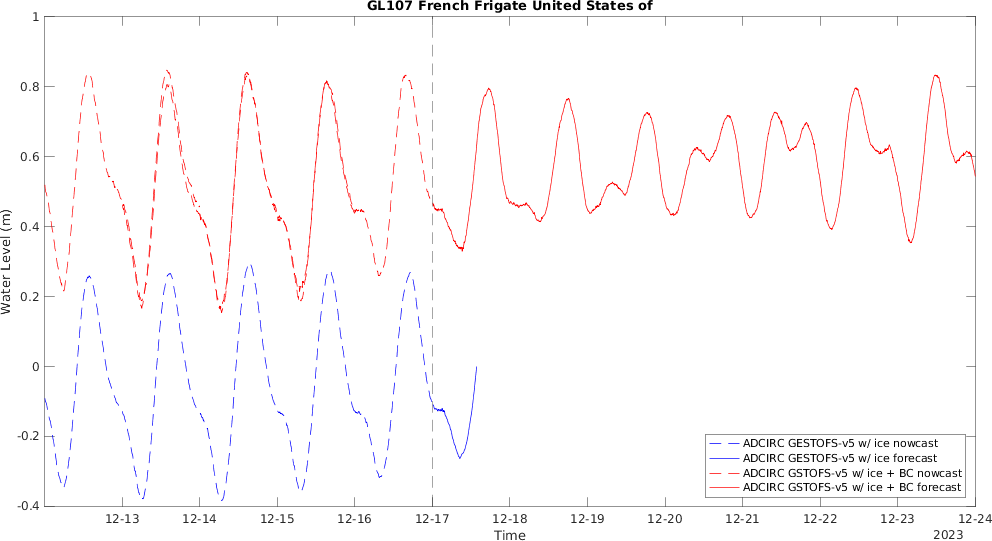 GL107 French Frigate United States of
Water Level (m)
1
0.8
0.6
0.4
0.2
0
-0.2
-0.4
ADCIRC GESTOFS-v5 w/ ice nowcast
ADCIRC GESTOFS-v5 w/ ice forecast
ADCIRC GSTOFS-v5 w/ ice + BC nowcast
ADCIRC GSTOFS-v5 w/ ice + BC forecast
12-13 12-14 12-15 12-16 12-17 12-18 12-19 12-20 12-21 12-22 12-23 12-24
Time
2023